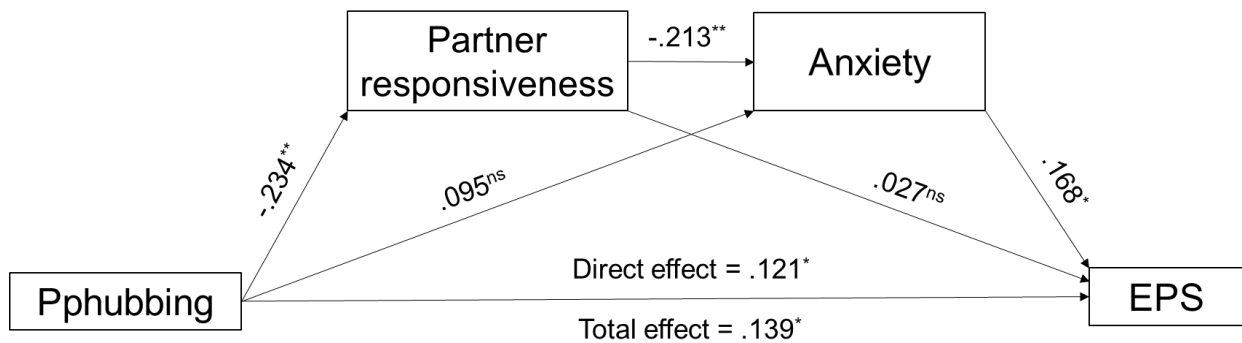 Partner
responsiveness
-.213**
Anxiety
-.234**
.095ns
.027ns
.168*
Direct effect = .121*
Pphubbing
EPS
Total effect = .139*